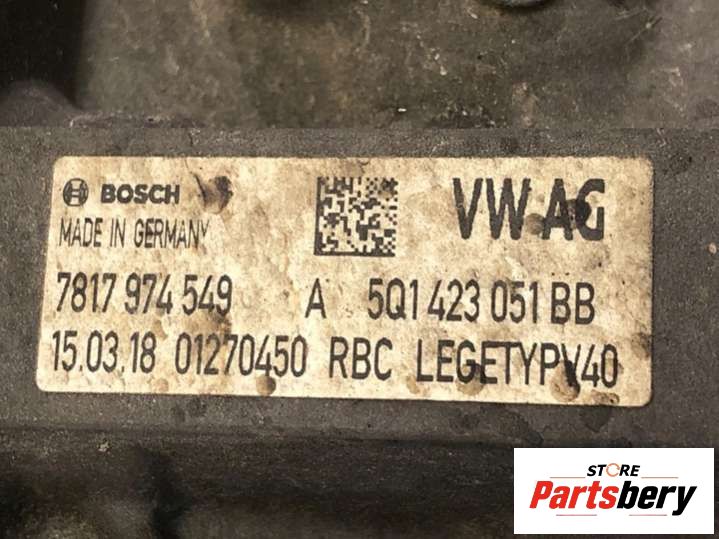 BOSCH
MADE IN GERMANY
VW AG
7817 974 549 A 5Q1 423 051 BB
15.03.18 01270450 RBC LEGETYPV40
STORE
Partsbery